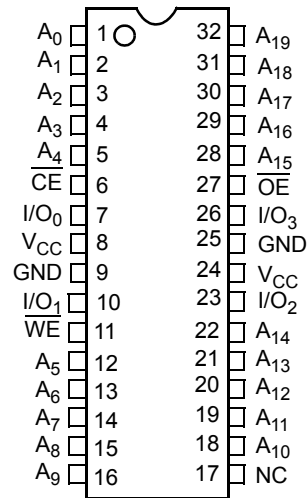 A0 1 32 A19
A1 2 31 A18
A2 3 30 A17
A3 4 29 A16
A4 5 28 A15
CE 6 27 OE
I/O0 7 26 I/O3
VCC 8 25 GND
GND 9 24 VCC
I/O1 10 23 I/O2
WE 11 22 A14
A5 12 21 A13
A6 13 20 A12
A7 14 19 A11
A8 15 18 A10
A9 16 17 NC